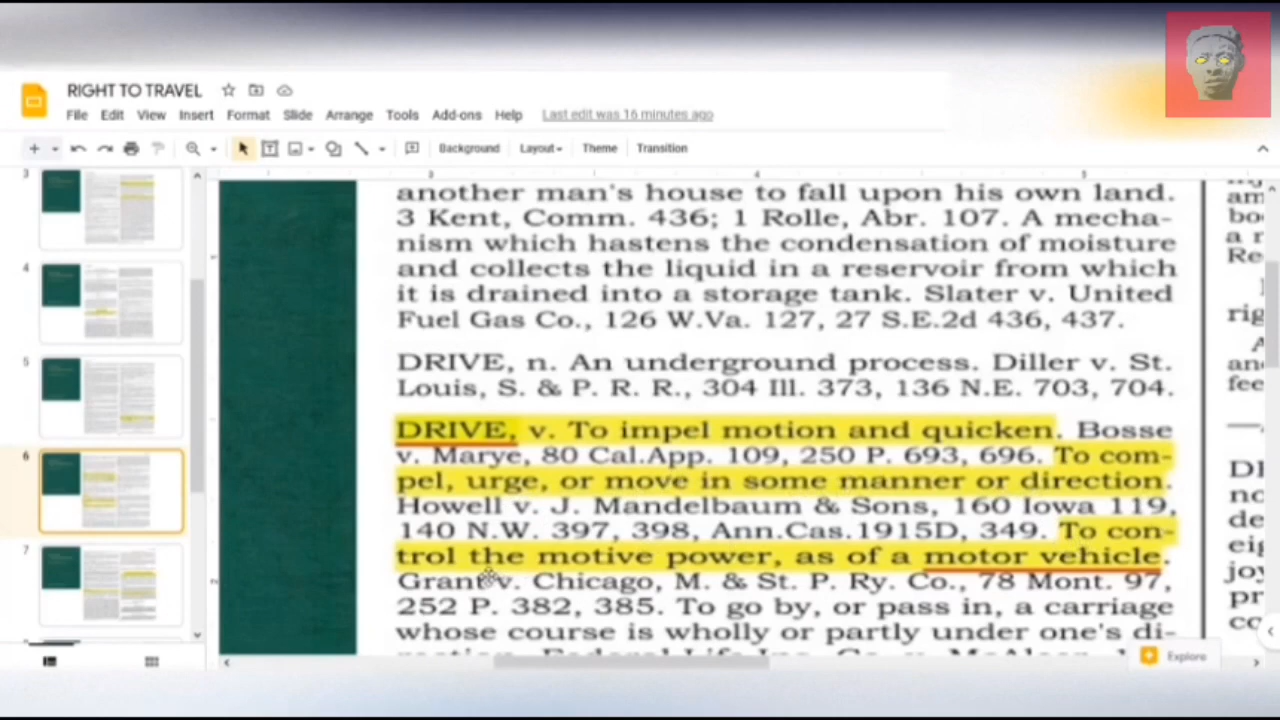 RIGHT TO TRAVEL
File Edit View Insert Format Slide Arrange Tools Add-ons Help Last edit was 16 minutes ago
Background Layout Theme Transition
3
4
5
6
7
another man's house to fall upon his own land.
3 Kent, Comm. 436; 1 Rolle, Abr. 107. A mecha-
nism which hastens the condensation of moisture
and collects the liquid in a reservoir from which
it is drained into a storage tank. Slater v. United
Fuel Gas Co., 126 W.Va. 127, 27 S.E.2d 436, 437.
DRIVE, n. An underground process. Diller v. St.
Louis, S. & P. R. R., 304 Ill. 373, 136 N.E. 703, 704.
DRIVE, v. To impel motion and quicken. Bosse
v. Marye, 80 Cal.App. 109, 250 P. 693, 696. To com-
pel, urge, or move in some manner or direction.
Howell v. J. Mandelbaum & Sons, 160 Iowa 119,
140 N.W. 397, 398, Ann.Cas.1915D, 349. To con-
trol the motive power, as of a motor vehicle.
Grant v. Chicago, M. & St. P. Ry. Co., 78 Mont. 97,
252 P. 382, 385. To go by, or pass in, a carriage
whose course is wholly or partly under one's di-
Explore